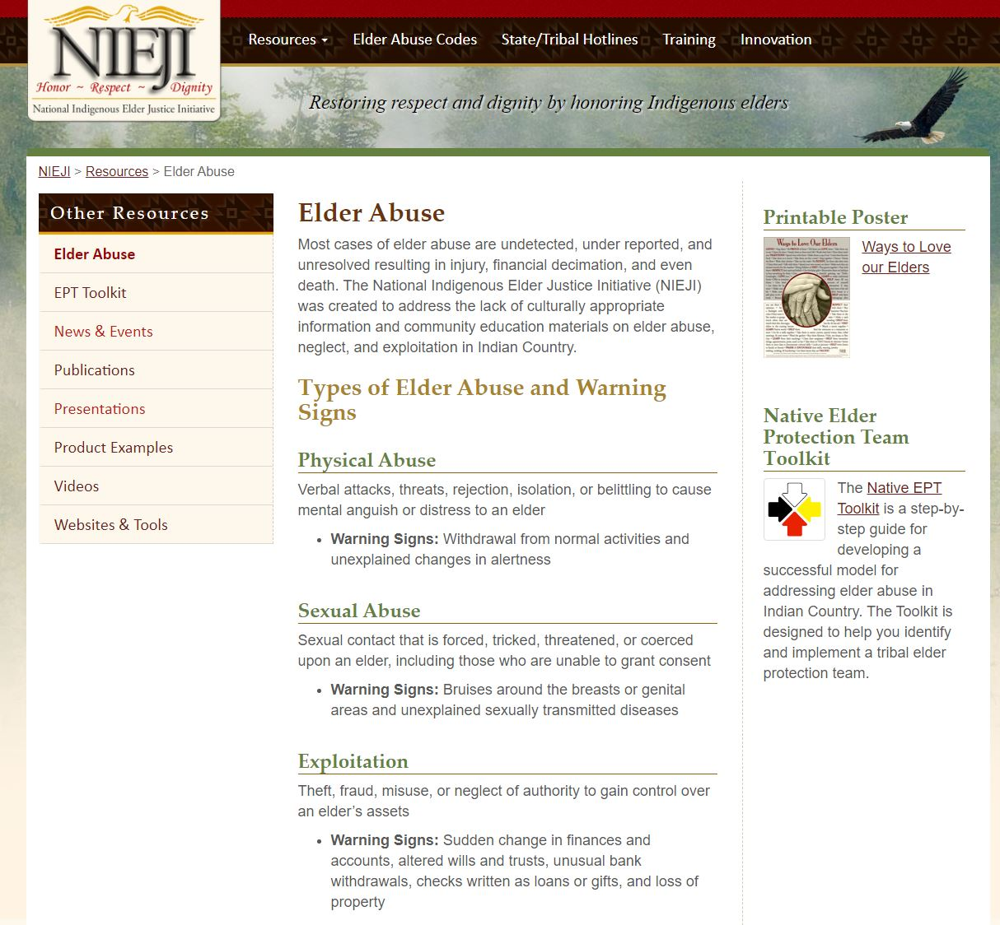 NIEJI
Honor ~ Respect ~ Dignity
National Indigenous Elder Justice Initiative
Resources
Elder Abuse Codes
State/Tribal Hotlines
Training
Innovation
Restoring respect and dignity by honoring Indigenous elders
NIEJI > Resources > Elder Abuse
Other Resources
Elder Abuse
EPT Toolkit
News & Events
Publications
Presentations
Product Examples
Videos
Websites & Tools
Elder Abuse
Most cases of elder abuse are undetected, under reported, and
unresolved resulting in injury, financial decimation, and even
death. The National Indigenous Elder Justice Initiative (NIEJI)
was created to address the lack of culturally appropriate
information and community education materials on elder abuse,
neglect, and exploitation in Indian Country.
Types of Elder Abuse and Warning
Signs
Physical Abuse
Verbal attacks, threats, rejection, isolation, or belittling to cause
mental anguish or distress to an elder
• Warning Signs: Withdrawal from normal activities and
unexplained changes in alertness
Sexual Abuse
Sexual contact that is forced, tricked, threatened, or coerced
upon an elder, including those who are unable to grant consent
• Warning Signs: Bruises around the breasts or genital
areas and unexplained sexually transmitted diseases
Exploitation
Theft, fraud, misuse, or neglect of authority to gain control over
an elder’s assets
• Warning Signs: Sudden change in finances and
accounts, altered wills and trusts, unusual bank
withdrawals, checks written as loans or gifts, and loss of
property
Printable Poster
Ways to Love Our Elders
Ways to Love
our Elders
Native Elder
Protection Team
Toolkit
The Native EPT
Toolkit is a step-by-
step guide for
developing a
successful model for
addressing elder abuse in
Indian Country. The Toolkit is
designed to help you identify
and implement a tribal elder
protection team.